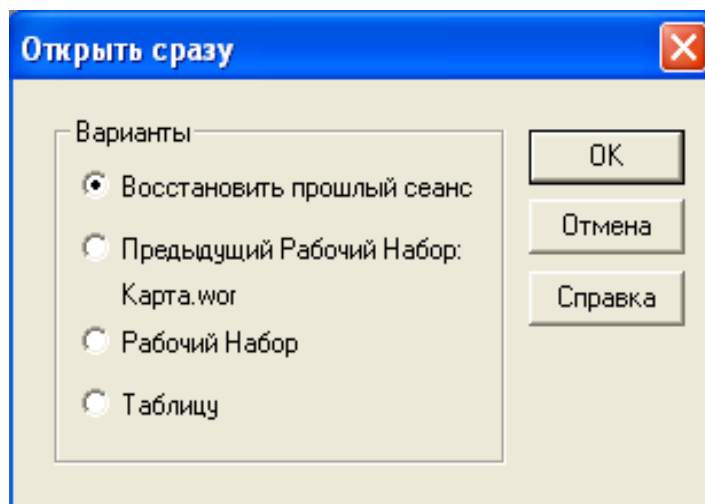 Открыть сразу
Варианты
Восстановить прошлый сеанс
Предыдущий Рабочий Набор:
Карта.wor
Рабочий Набор
Таблицу
OK
Отмена
Справка